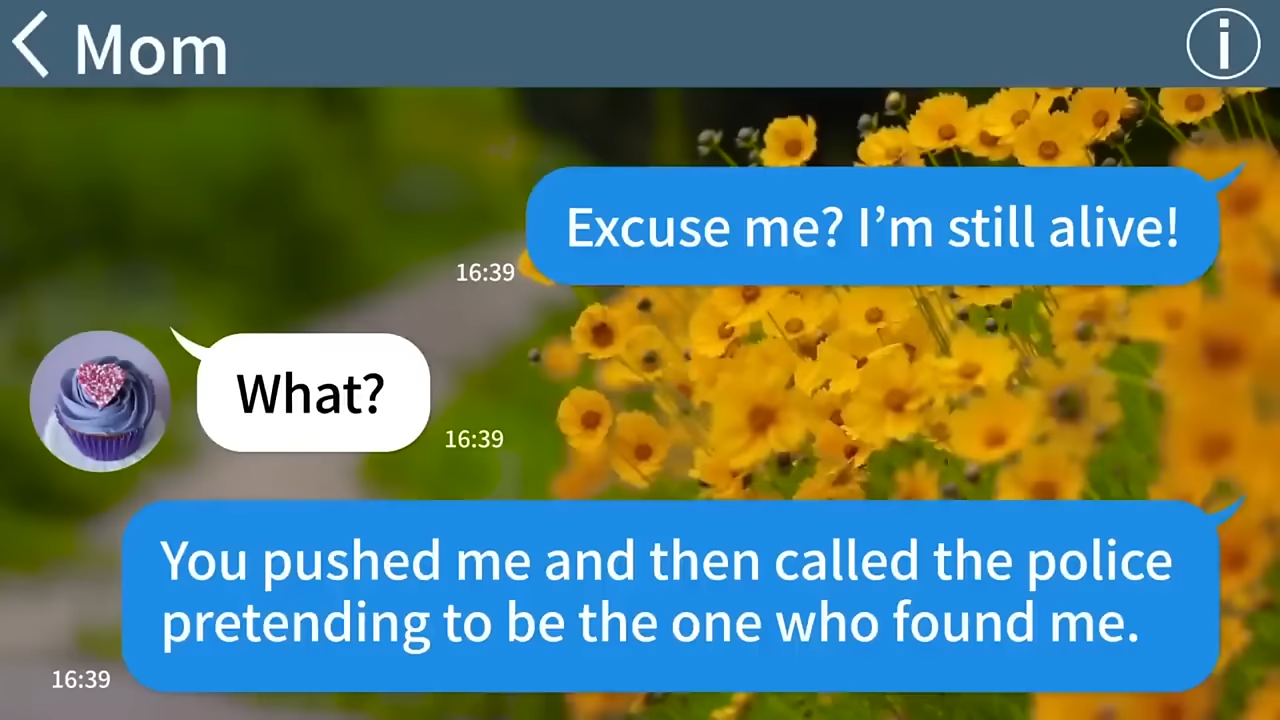 Mom
Excuse me? I’m still alive!
16:39
What?
16:39
You pushed me and then called the police
pretending to be the one who found me.
16:39